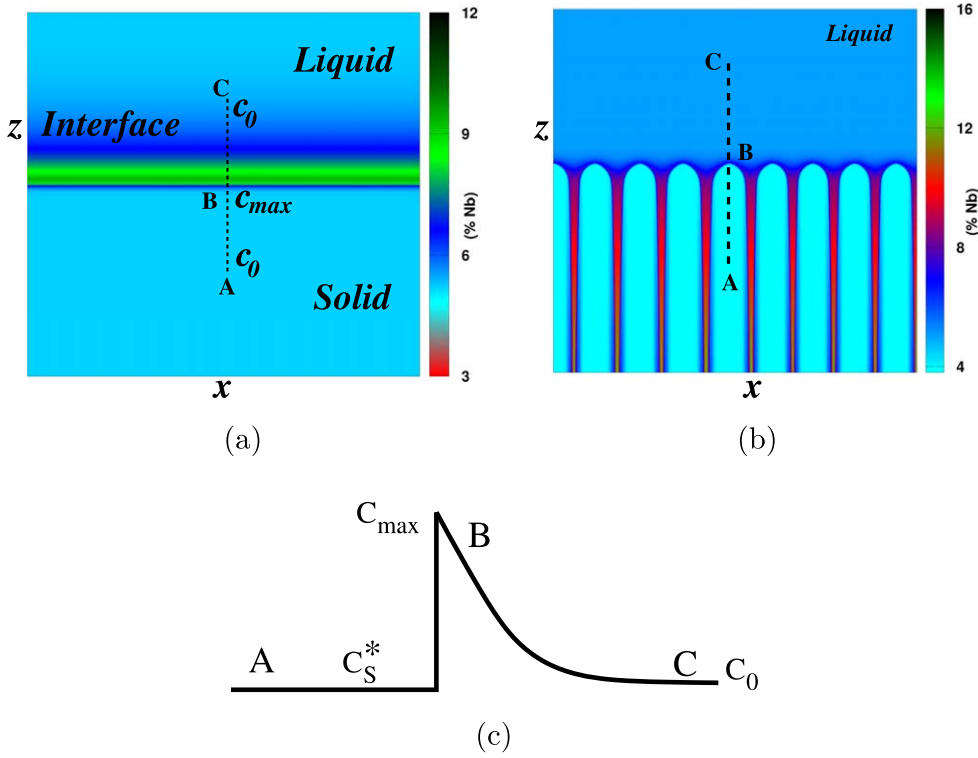 Liquid
C
c0
Interface
z
B
cmax
c0
A
Solid
x
12
9
6
3
(% Nb)
(a)
Liquid
C
z
B
A
x
16
12
8
4
(% Nb)
(b)
Cmax
B
A
CS*
C
C0
(c)